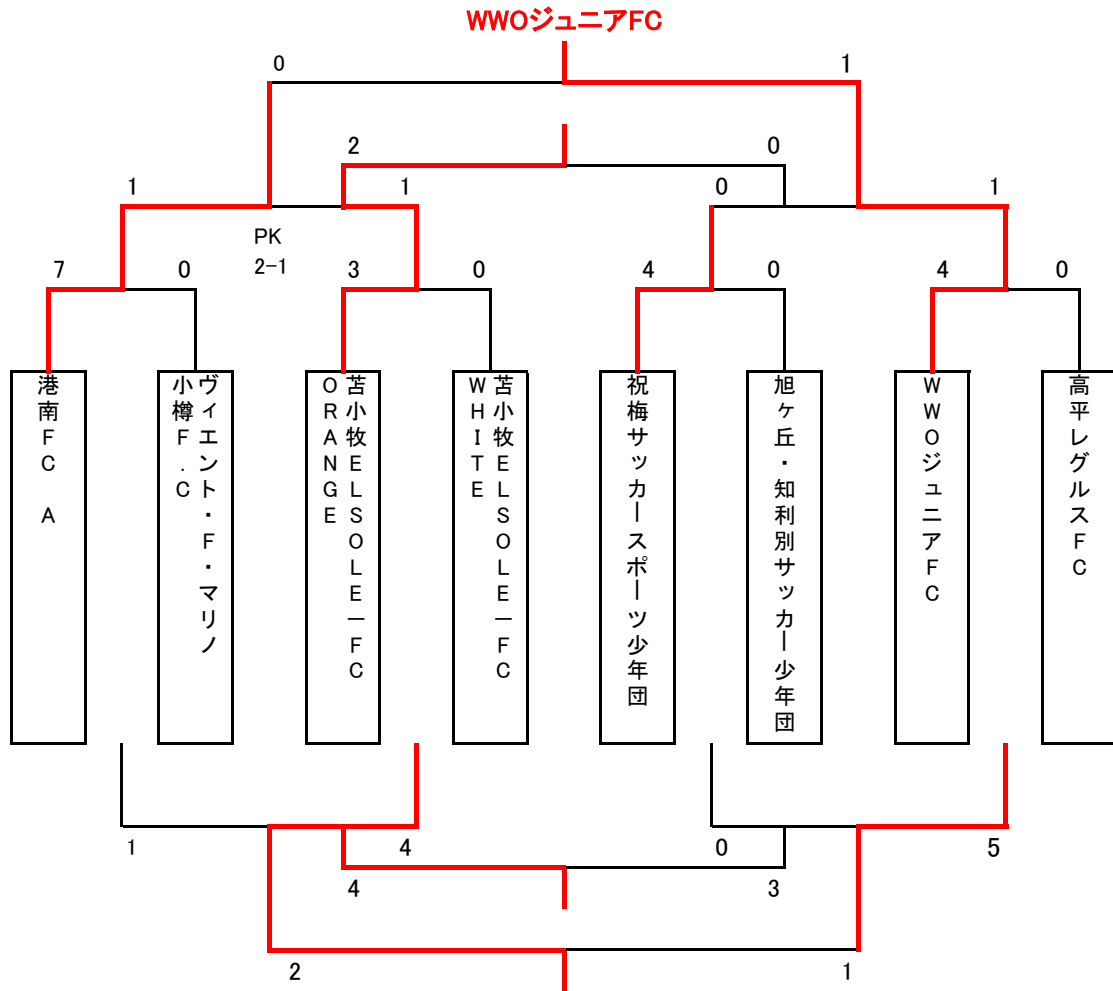 WWOジュニアFC
0
1
2
0
1
1
0
1
PK
2-1
7
0
3
0
4
0
4
0
港南FC A
ヴィエント・F・マリノ
小樽F.C
苫小牧ELSOLE-FC
ORANGE
苫小牧ELSOLE-FC
WHITE
祝梅サッカースポーツ少年団
旭ヶ丘・知利別サッカー少年団
WWOジュニアFC
高平レグルスFC
1
4
0
5
4
3
2
1